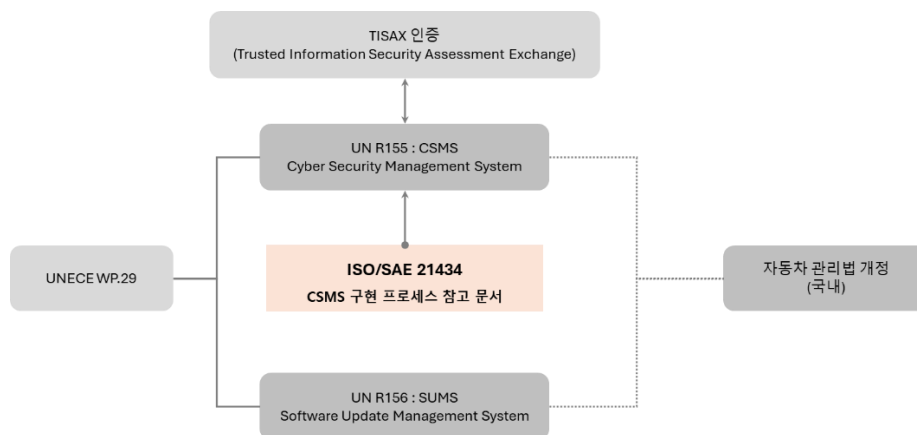 TISAX 인증
(Trusted Information Security Assessment Exchange)
UN R155 : CSMS
Cyber Security Management System
UNECE WP.29
ISO/SAE 21434
CSMS 구현 프로세스 참고 문서
자동차 관리법 개정
(국내)
UN R156 : SUMS
Software Update Management System